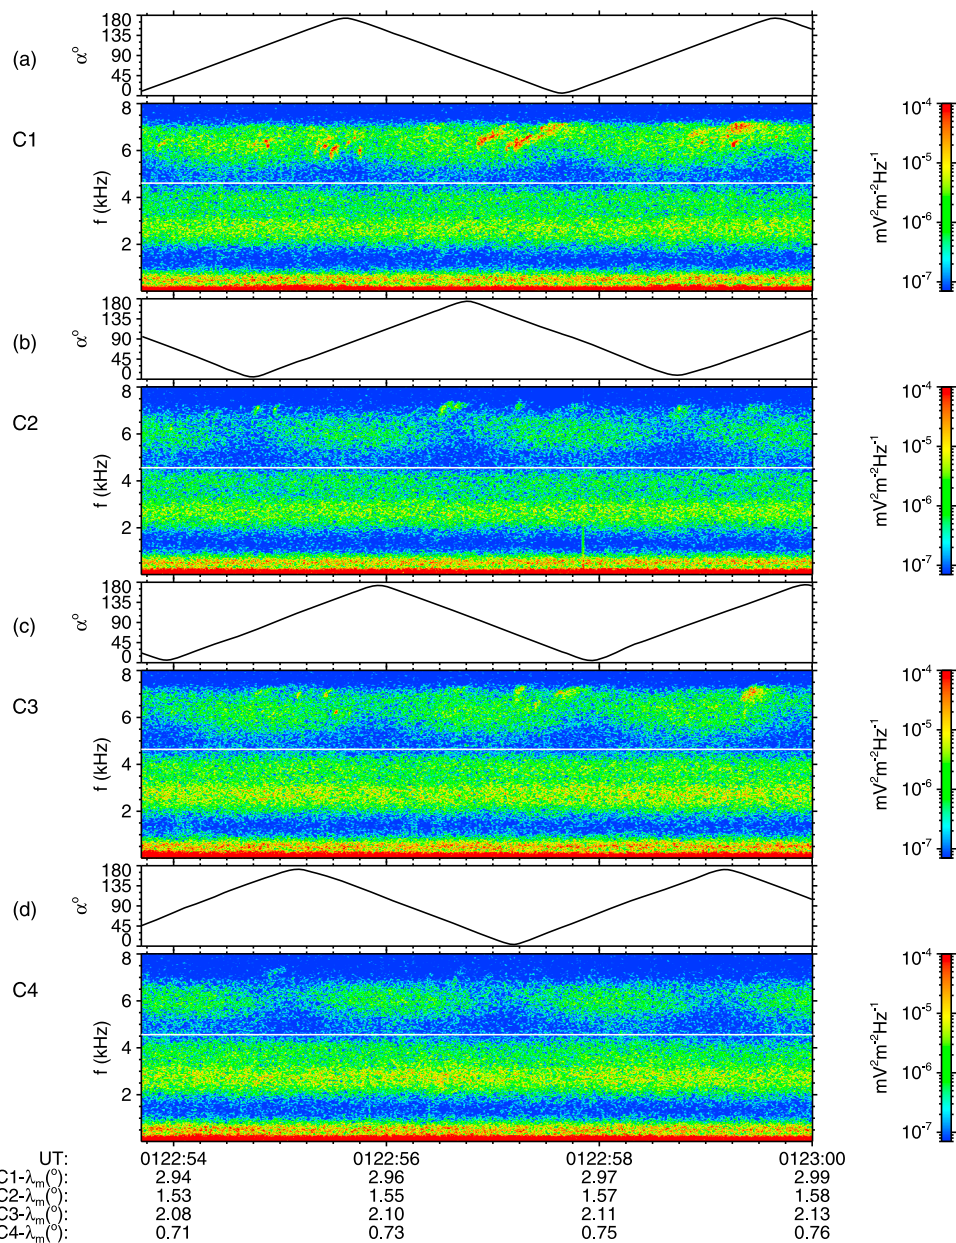 (a)
α°
180
135
90
45
0
C1
f (kHz)
8
6
4
2
10⁻⁴
10⁻⁵
10⁻⁶
10⁻⁷
mV²m⁻²Hz⁻¹
(b)
α°
180
135
90
45
0
C2
f (kHz)
8
6
4
2
10⁻⁴
10⁻⁵
10⁻⁶
10⁻⁷
mV²m⁻²Hz⁻¹
(c)
α°
180
135
90
45
0
C3
f (kHz)
8
6
4
2
10⁻⁴
10⁻⁵
10⁻⁶
10⁻⁷
mV²m⁻²Hz⁻¹
(d)
α°
180
135
90
45
0
C4
f (kHz)
8
6
4
2
10⁻⁴
10⁻⁵
10⁻⁶
10⁻⁷
mV²m⁻²Hz⁻¹
UT: 0122:54 0122:56 0122:58 0123:00
C1-λₘ(°): 2.94 2.96 2.97 2.99
C2-λₘ(°): 1.53 1.55 1.57 1.58
C3-λₘ(°): 2.08 2.10 2.11 2.13
C4-λₘ(°): 0.71 0.73 0.75 0.76